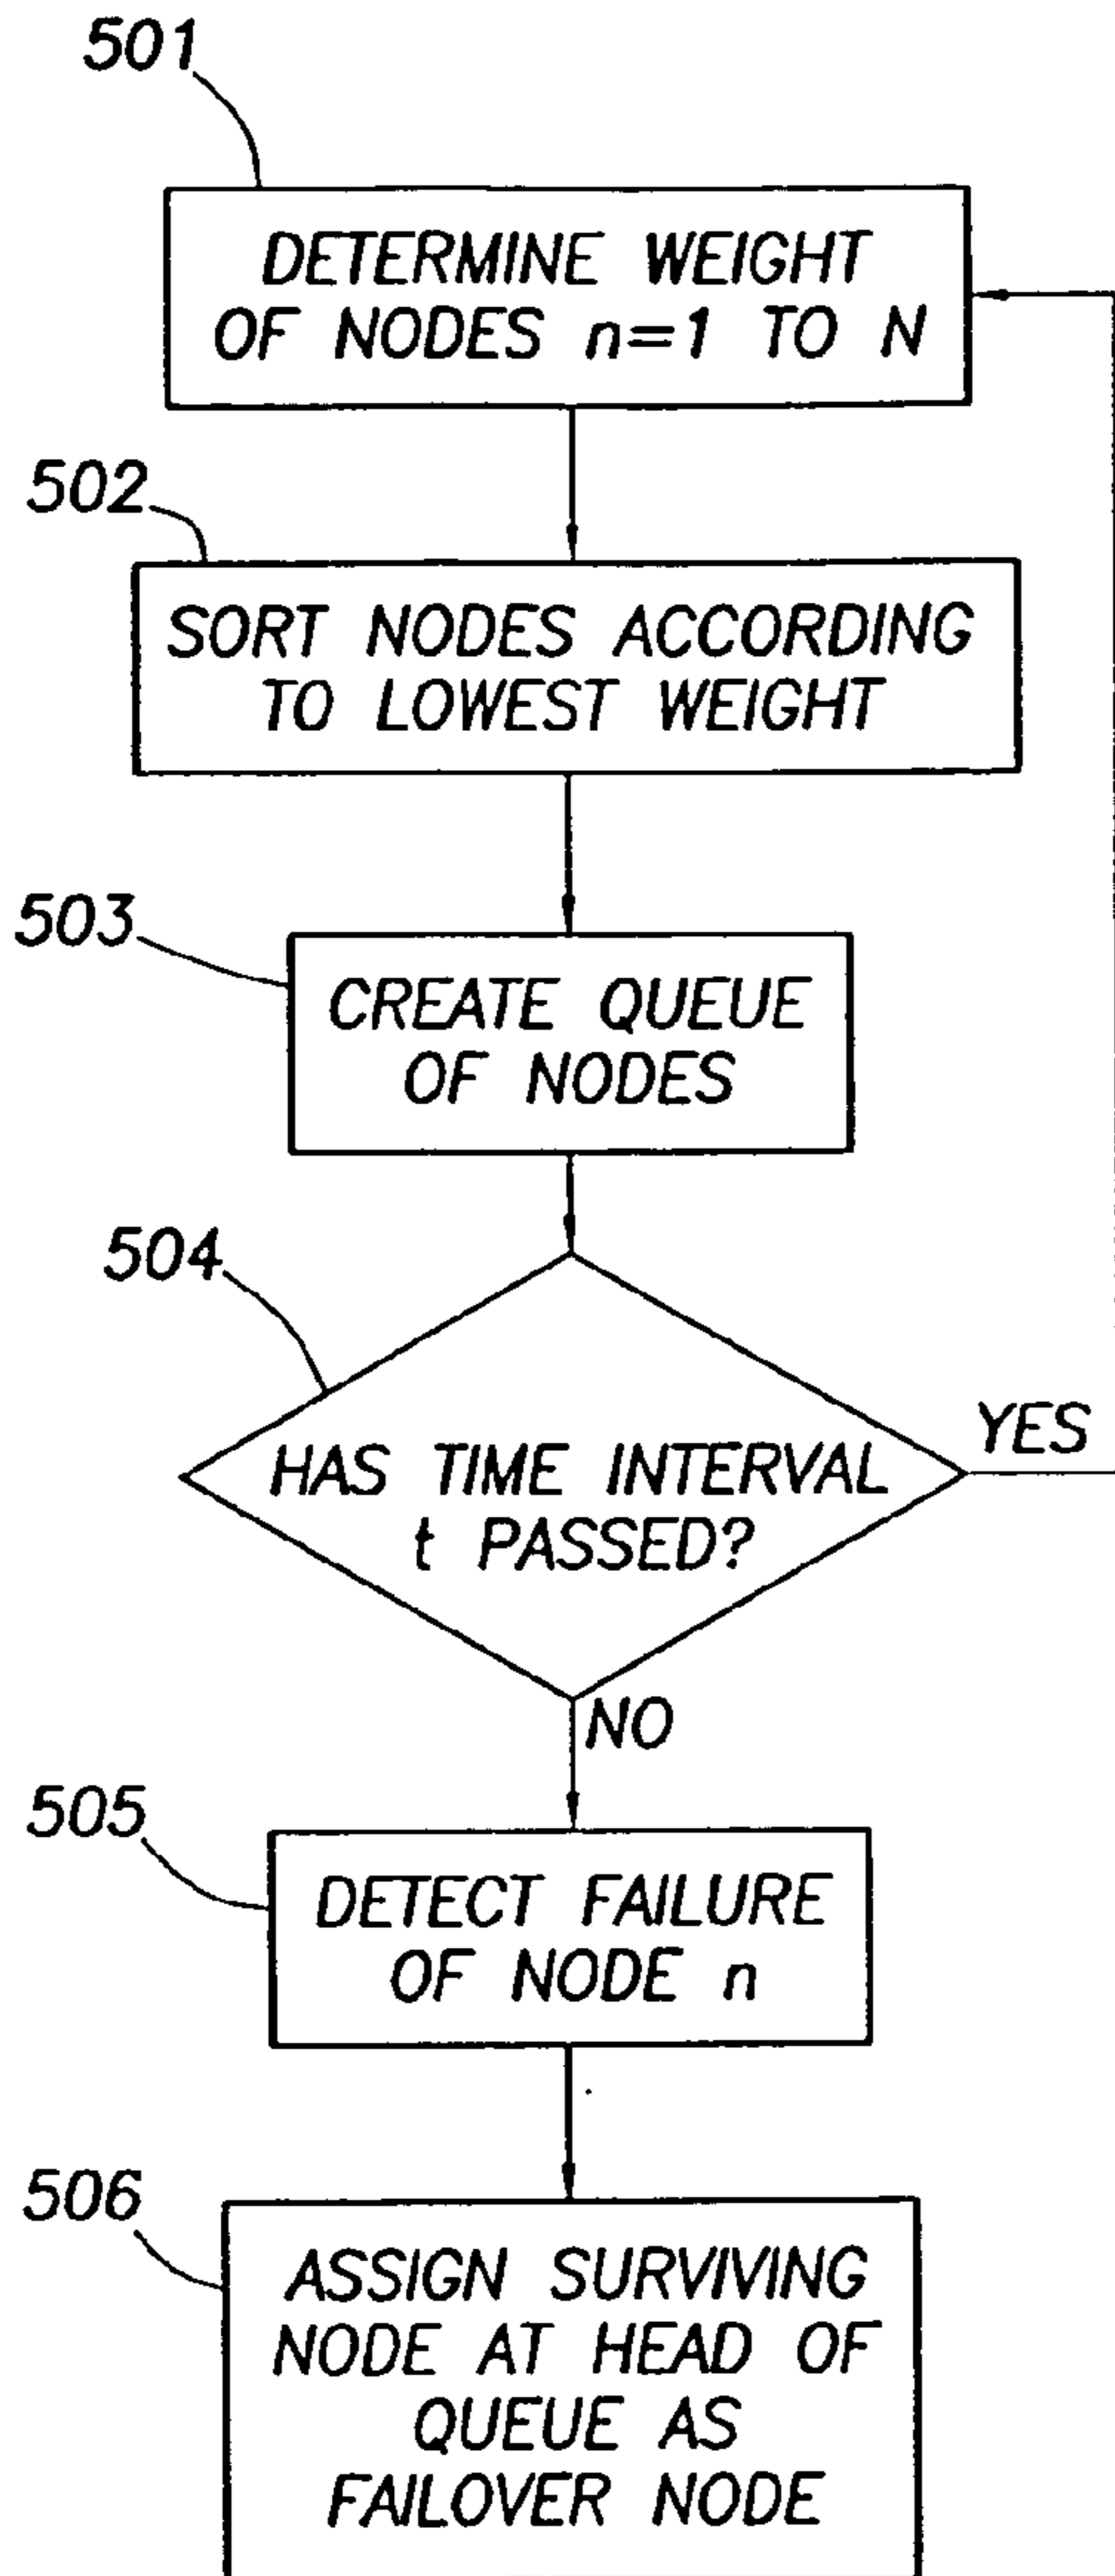 501
DETERMINE WEIGHT
OF NODES n=1 TO N
502
SORT NODES ACCORDING
TO LOWEST WEIGHT
503
CREATE QUEUE
OF NODES
504
HAS TIME INTERVAL
t PASSED?
YES
NO
505
DETECT FAILURE
OF NODE n
506
ASSIGN SURVIVING
NODE AT HEAD OF
QUEUE AS
FAILOVER NODE